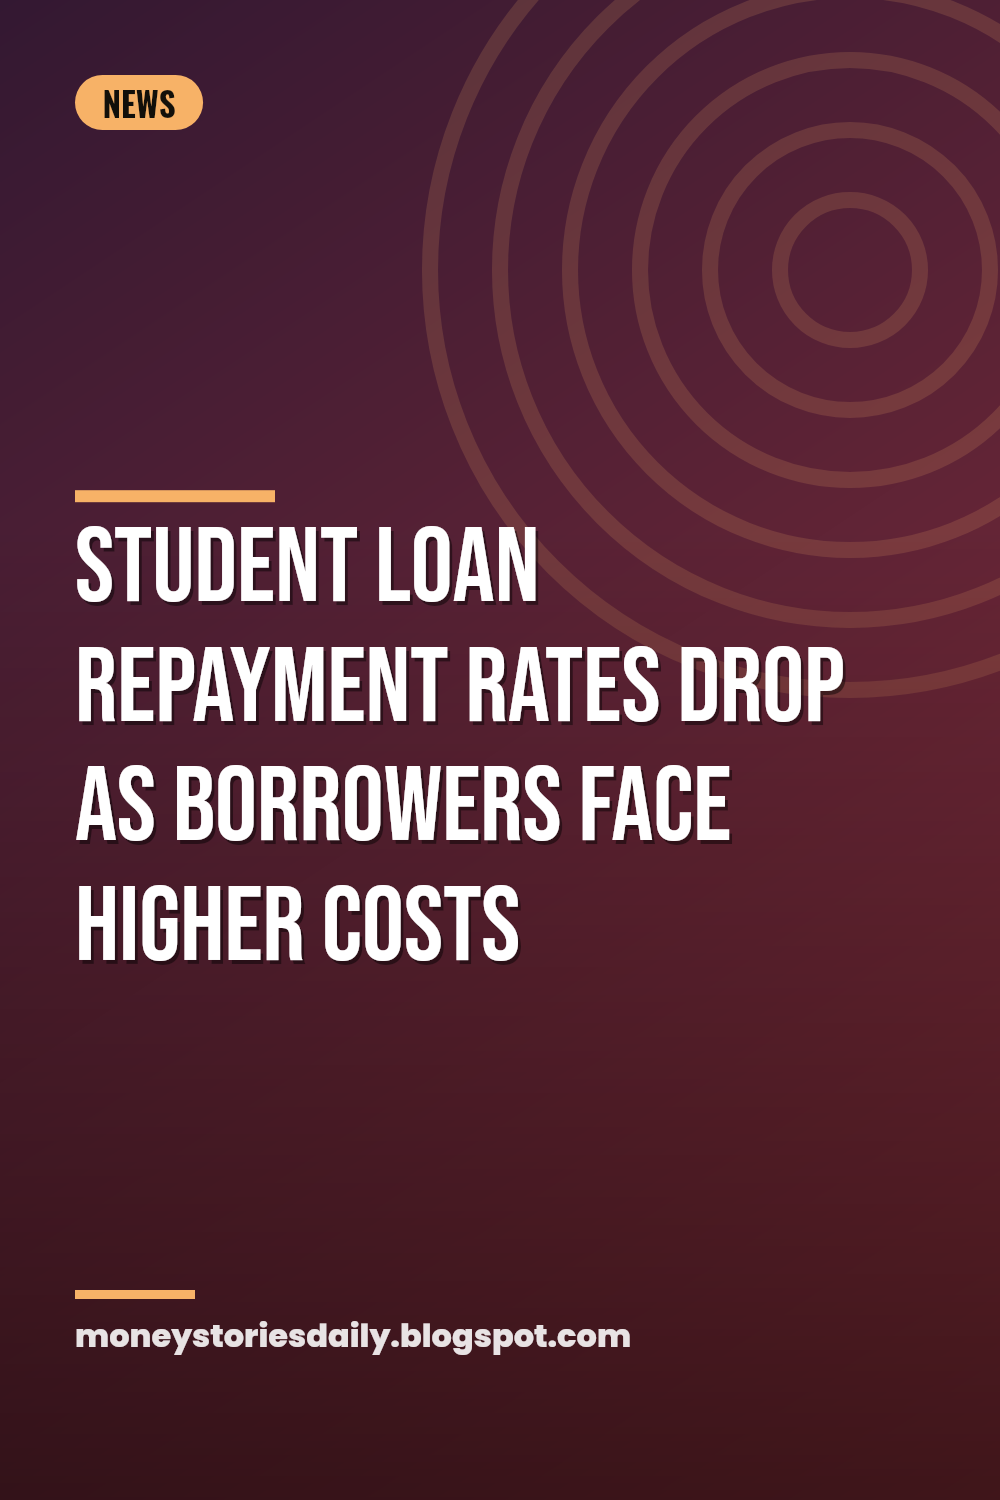 NEWS
STUDENT LOAN
REPAYMENT RATES DROP
AS BORROWERS FACE
HIGHER COSTS
moneystoriesdaily.blogspot.com